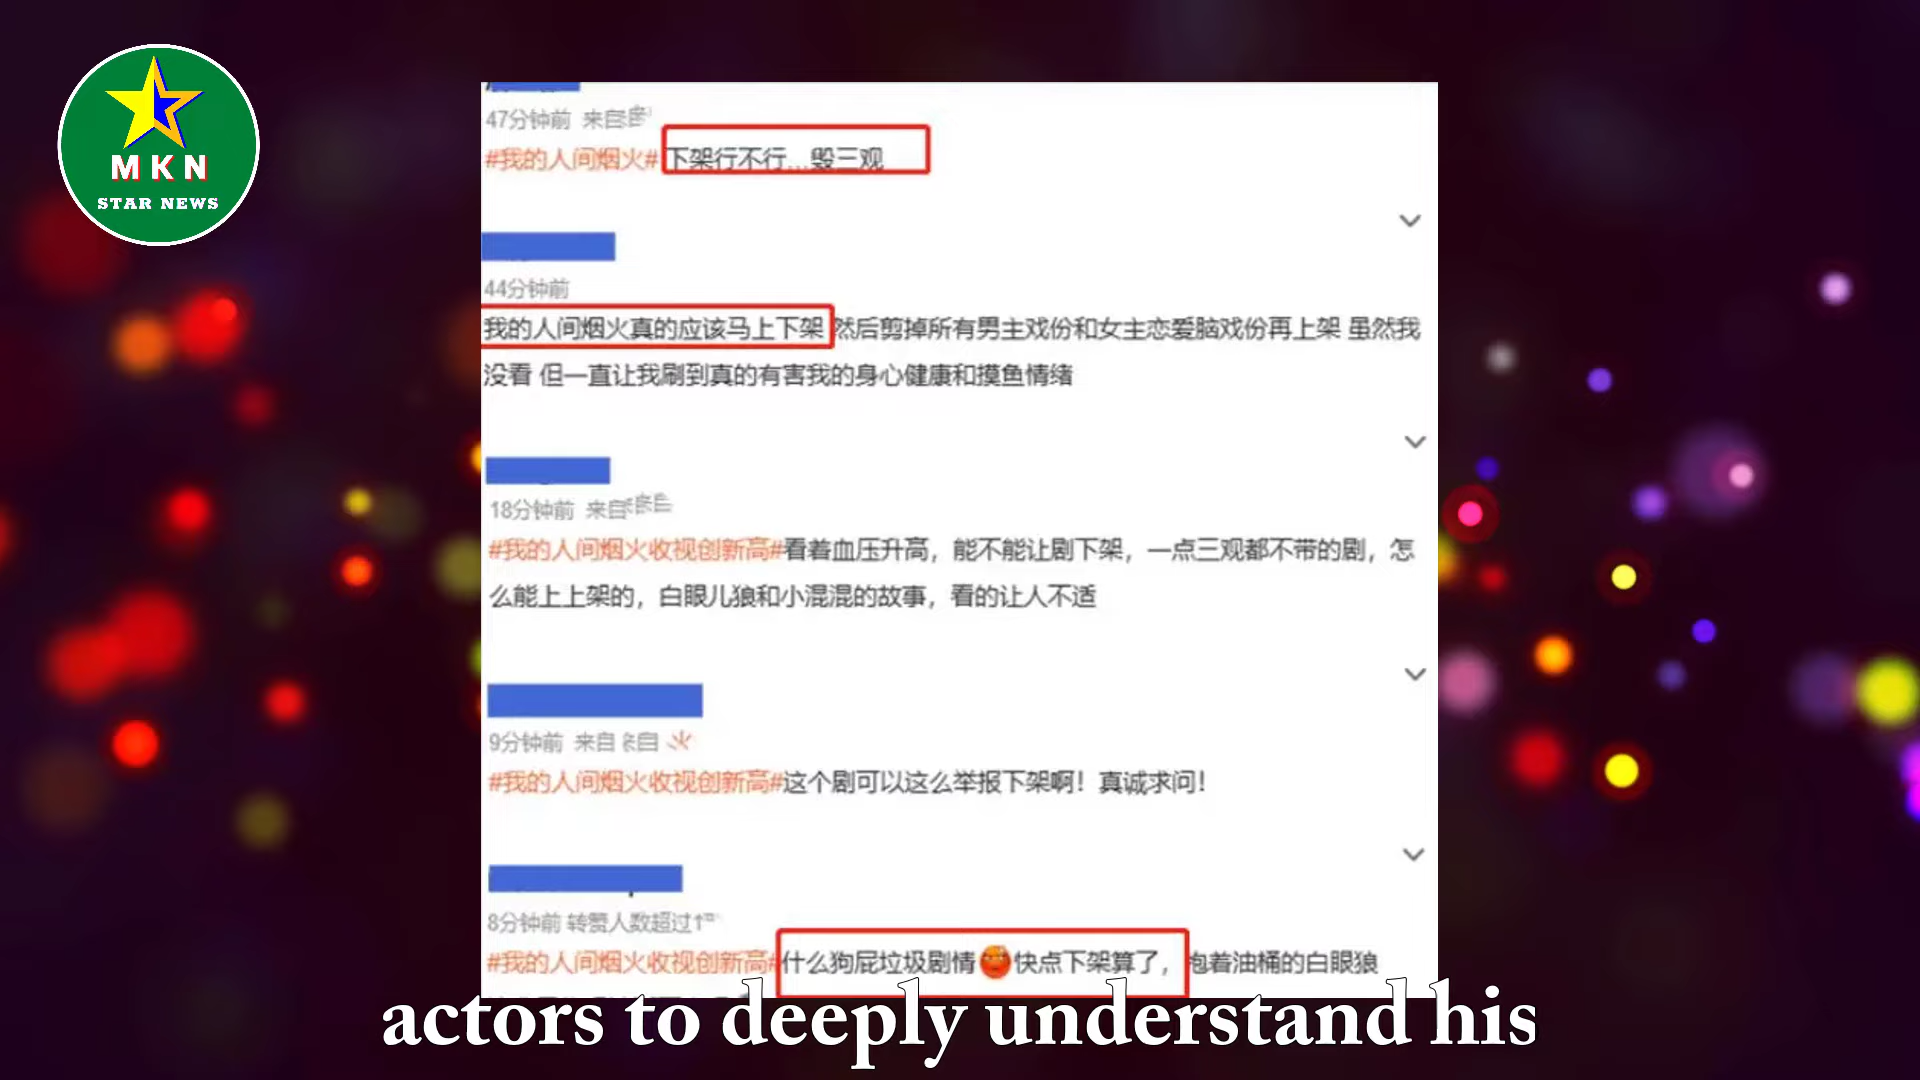 MKN
STAR NEWS
47分钟前 来自
#我的人间烟火# 下架行不行...毁三观
44分钟前
我的人间烟火真的应该马上下架 然后剪掉所有男主戏份和女主恋爱脑戏份再上架 虽然我
没看 但一直让我刷到真的有害我的身心健康和摸鱼情绪
18分钟前 来自
#我的人间烟火收视创新高#看着血压升高，能不能让剧下架，一点三观都不带的剧，怎
么能上上架的，白眼儿狼和小混混的故事，看的让人不适
9分钟前 来自
#我的人间烟火收视创新高#这个剧可以这么举报下架啊！真诚求问！
8分钟前 转赞人数超过
#我的人间烟火收视创新高#什么狗屁垃圾剧情 快点下架算了，抱着油桶的白眼狼
actors to deeply understand his